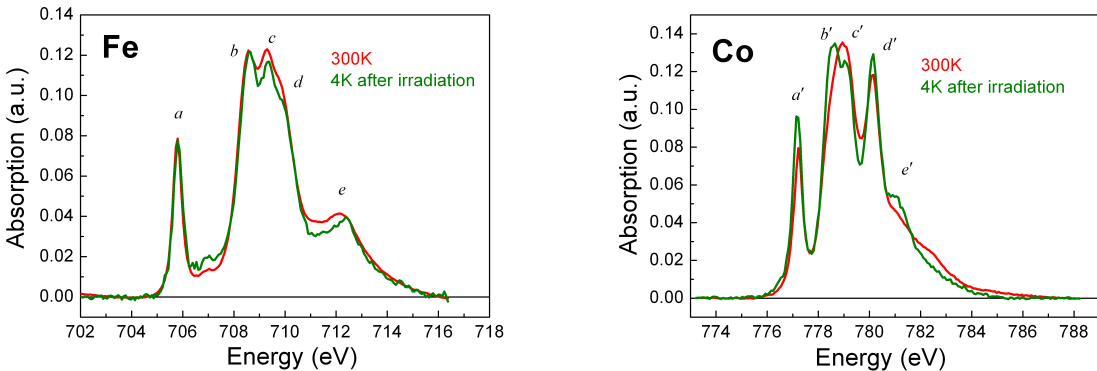 Fe
300K
4K after irradiation
a
b
c
d
e
0.14
0.12
0.10
0.08
0.06
0.04
0.02
0.00
702 704 706 708 710 712 714 716 718
Absorption (a.u.)
Energy (eV)
Co
300K
4K after irradiation
a′
b′
c′
d′
e′
0.14
0.12
0.10
0.08
0.06
0.04
0.02
0.00
774 776 778 780 782 784 786 788
Absorption (a.u.)
Energy (eV)